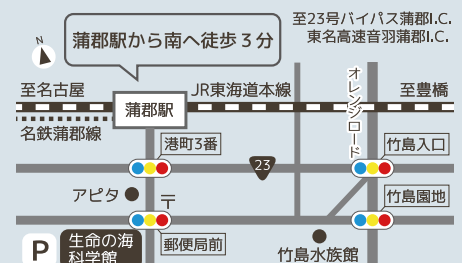 至23号バイパス蒲郡I.C.
東名高速音羽蒲郡I.C.
N
蒲郡駅から南へ徒歩3分
オレンジロード
至名古屋
JR東海道本線
至豊橋
蒲郡駅
名鉄蒲郡線
港町3番
竹島入口
23
アピタ
〒
竹島園地
郵便局前
P
生命の海
科学館
竹島水族館